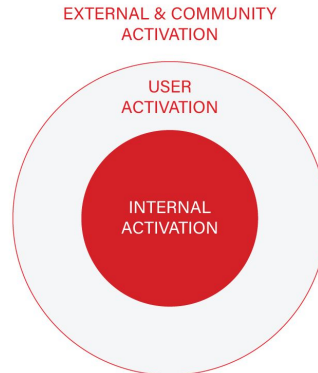 EXTERNAL & COMMUNITY
ACTIVATION
USER
ACTIVATION
INTERNAL
ACTIVATION